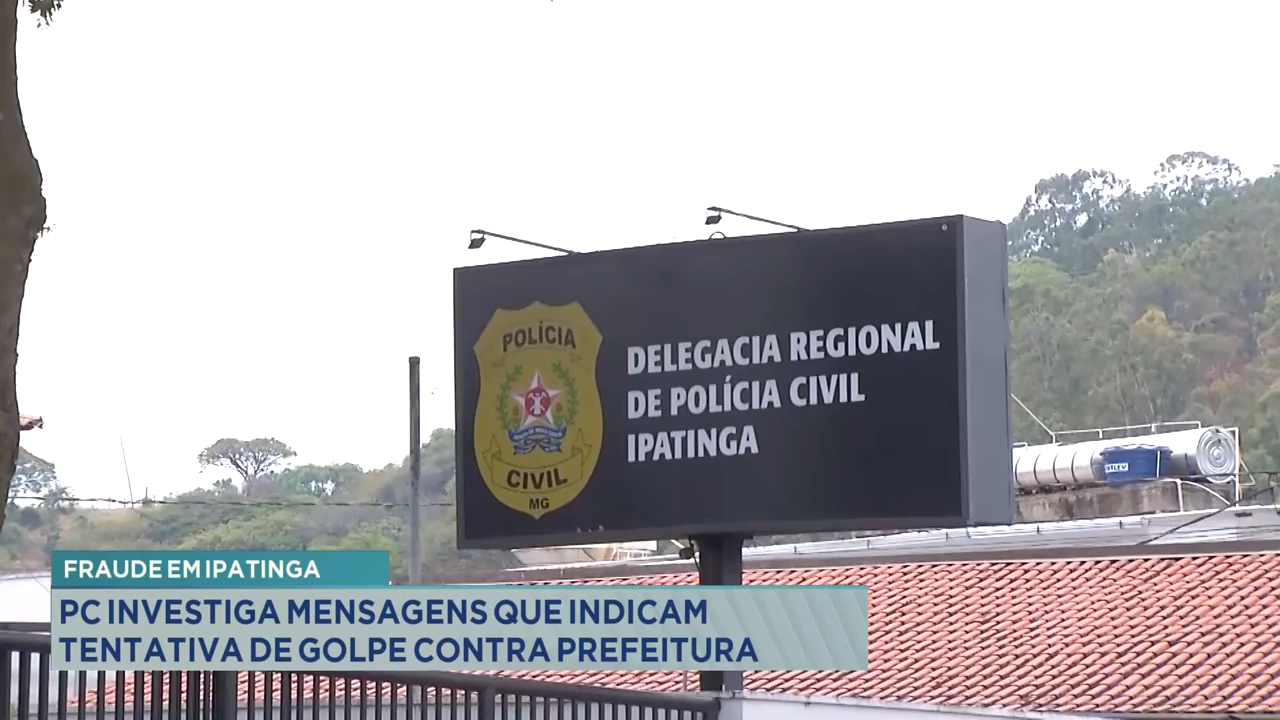 POLÍCIA
CIVIL
MG
DELEGACIA REGIONAL
DE POLÍCIA CIVIL
IPATINGA
FRAUDE EM IPATINGA
PC INVESTIGA MENSAGENS QUE INDICAM
TENTATIVA DE GOLPE CONTRA PREFEITURA